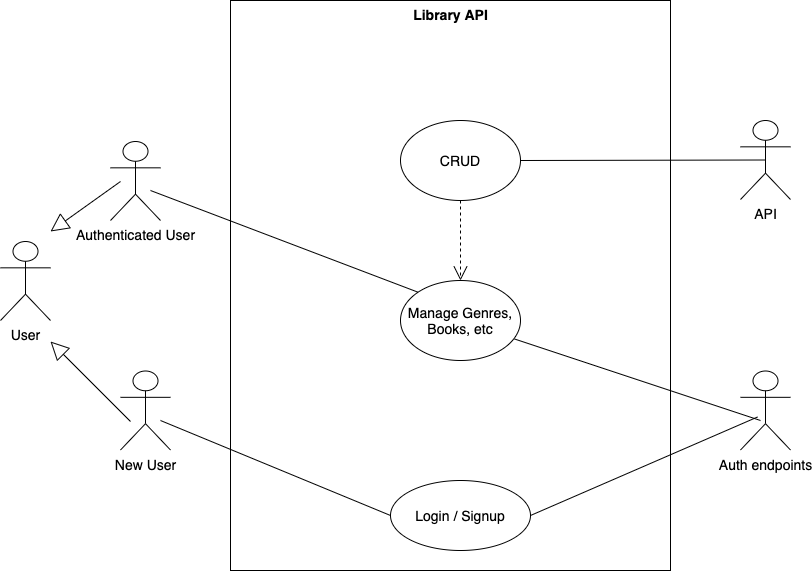 Library API
CRUD
API
Authenticated User
Manage Genres,
Books, etc
User
New User
Auth endpoints
Login / Signup